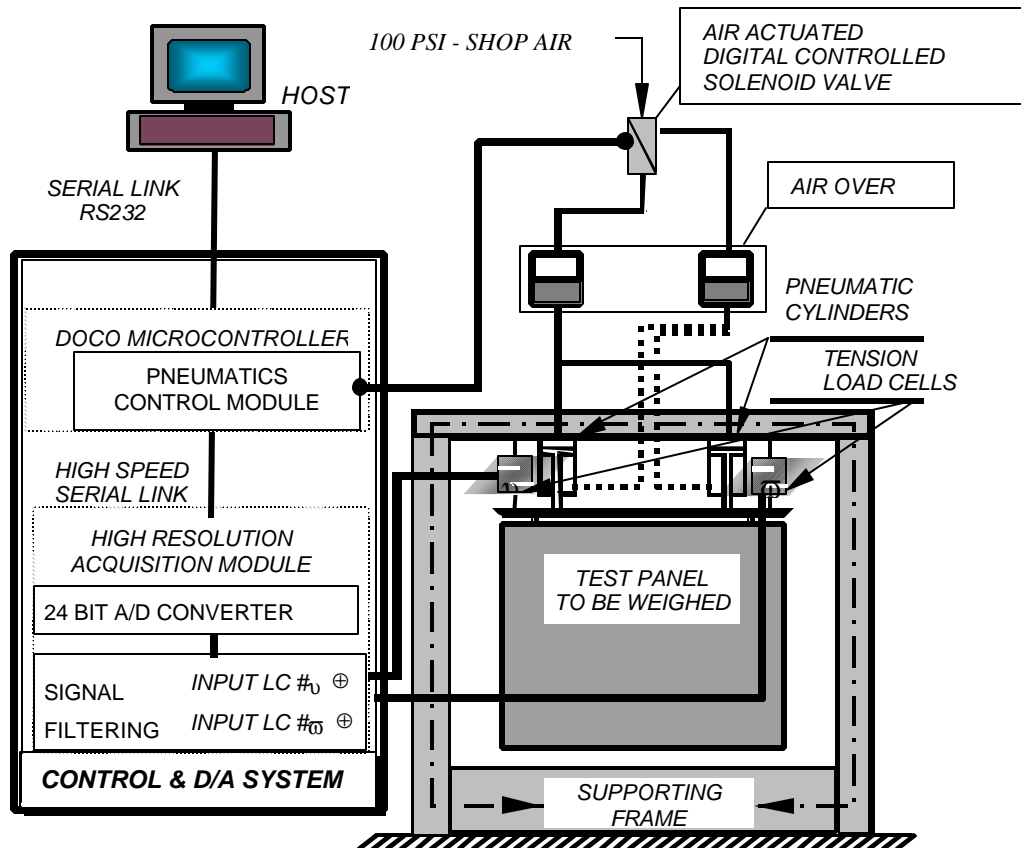 100 PSI - SHOP AIR
AIR ACTUATED
DIGITAL CONTROLLED
SOLENOID VALVE
HOST
SERIAL LINK
RS232
AIR OVER
PNEUMATIC
CYLINDERS
TENSION
LOAD CELLS
DOCO MICROCONTROLLER
PNEUMATICS
CONTROL MODULE
HIGH SPEED
SERIAL LINK
HIGH RESOLUTION
ACQUISITION MODULE
24 BIT A/D CONVERTER
SIGNAL
FILTERING
INPUT LC #υ ⊕
INPUT LC #ϖ ⊕
CONTROL & D/A SYSTEM
υ
ϖ
TEST PANEL
TO BE WEIGHED
SUPPORTING
FRAME